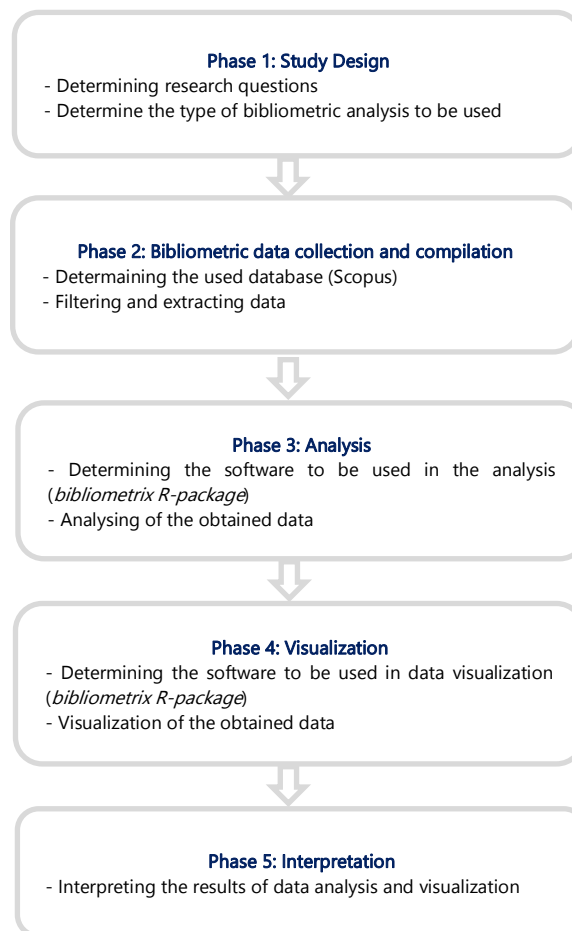 Phase 1: Study Design
- Determining research questions
- Determine the type of bibliometric analysis to be used
Phase 2: Bibliometric data collection and compilation
- Determaining the used database (Scopus)
- Filtering and extracting data
Phase 3: Analysis
- Determining the software to be used in the analysis
(bibliometrix R-package)
- Analysing of the obtained data
Phase 4: Visualization
- Determining the software to be used in data visualization
(bibliometrix R-package)
- Visualization of the obtained data
Phase 5: Interpretation
- Interpreting the results of data analysis and visualization